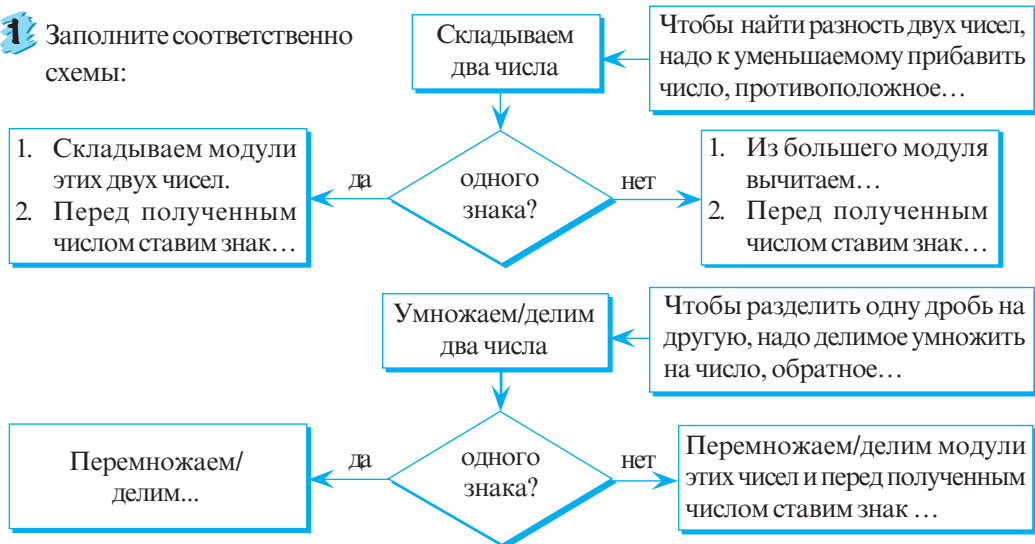 1 Заполните соответственно
схемы:
Складываем
два числа
Чтобы найти разность двух чисел,
надо к уменьшаемому прибавить
число, противоположное…
1. Складываем модули
этих двух чисел.
2. Перед полученным
числом ставим знак…
да
одного
знака?
нет
1. Из большего модуля
вычитаем…
2. Перед полученным
числом ставим знак…
Умножаем/делим
два числа
Чтобы разделить одну дробь на
другую, надо делимое умножить
на число, обратное…
Перемножаем/
делим...
да
одного
знака?
нет
Перемножаем/делим модули
этих чисел и перед полученным
числом ставим знак …